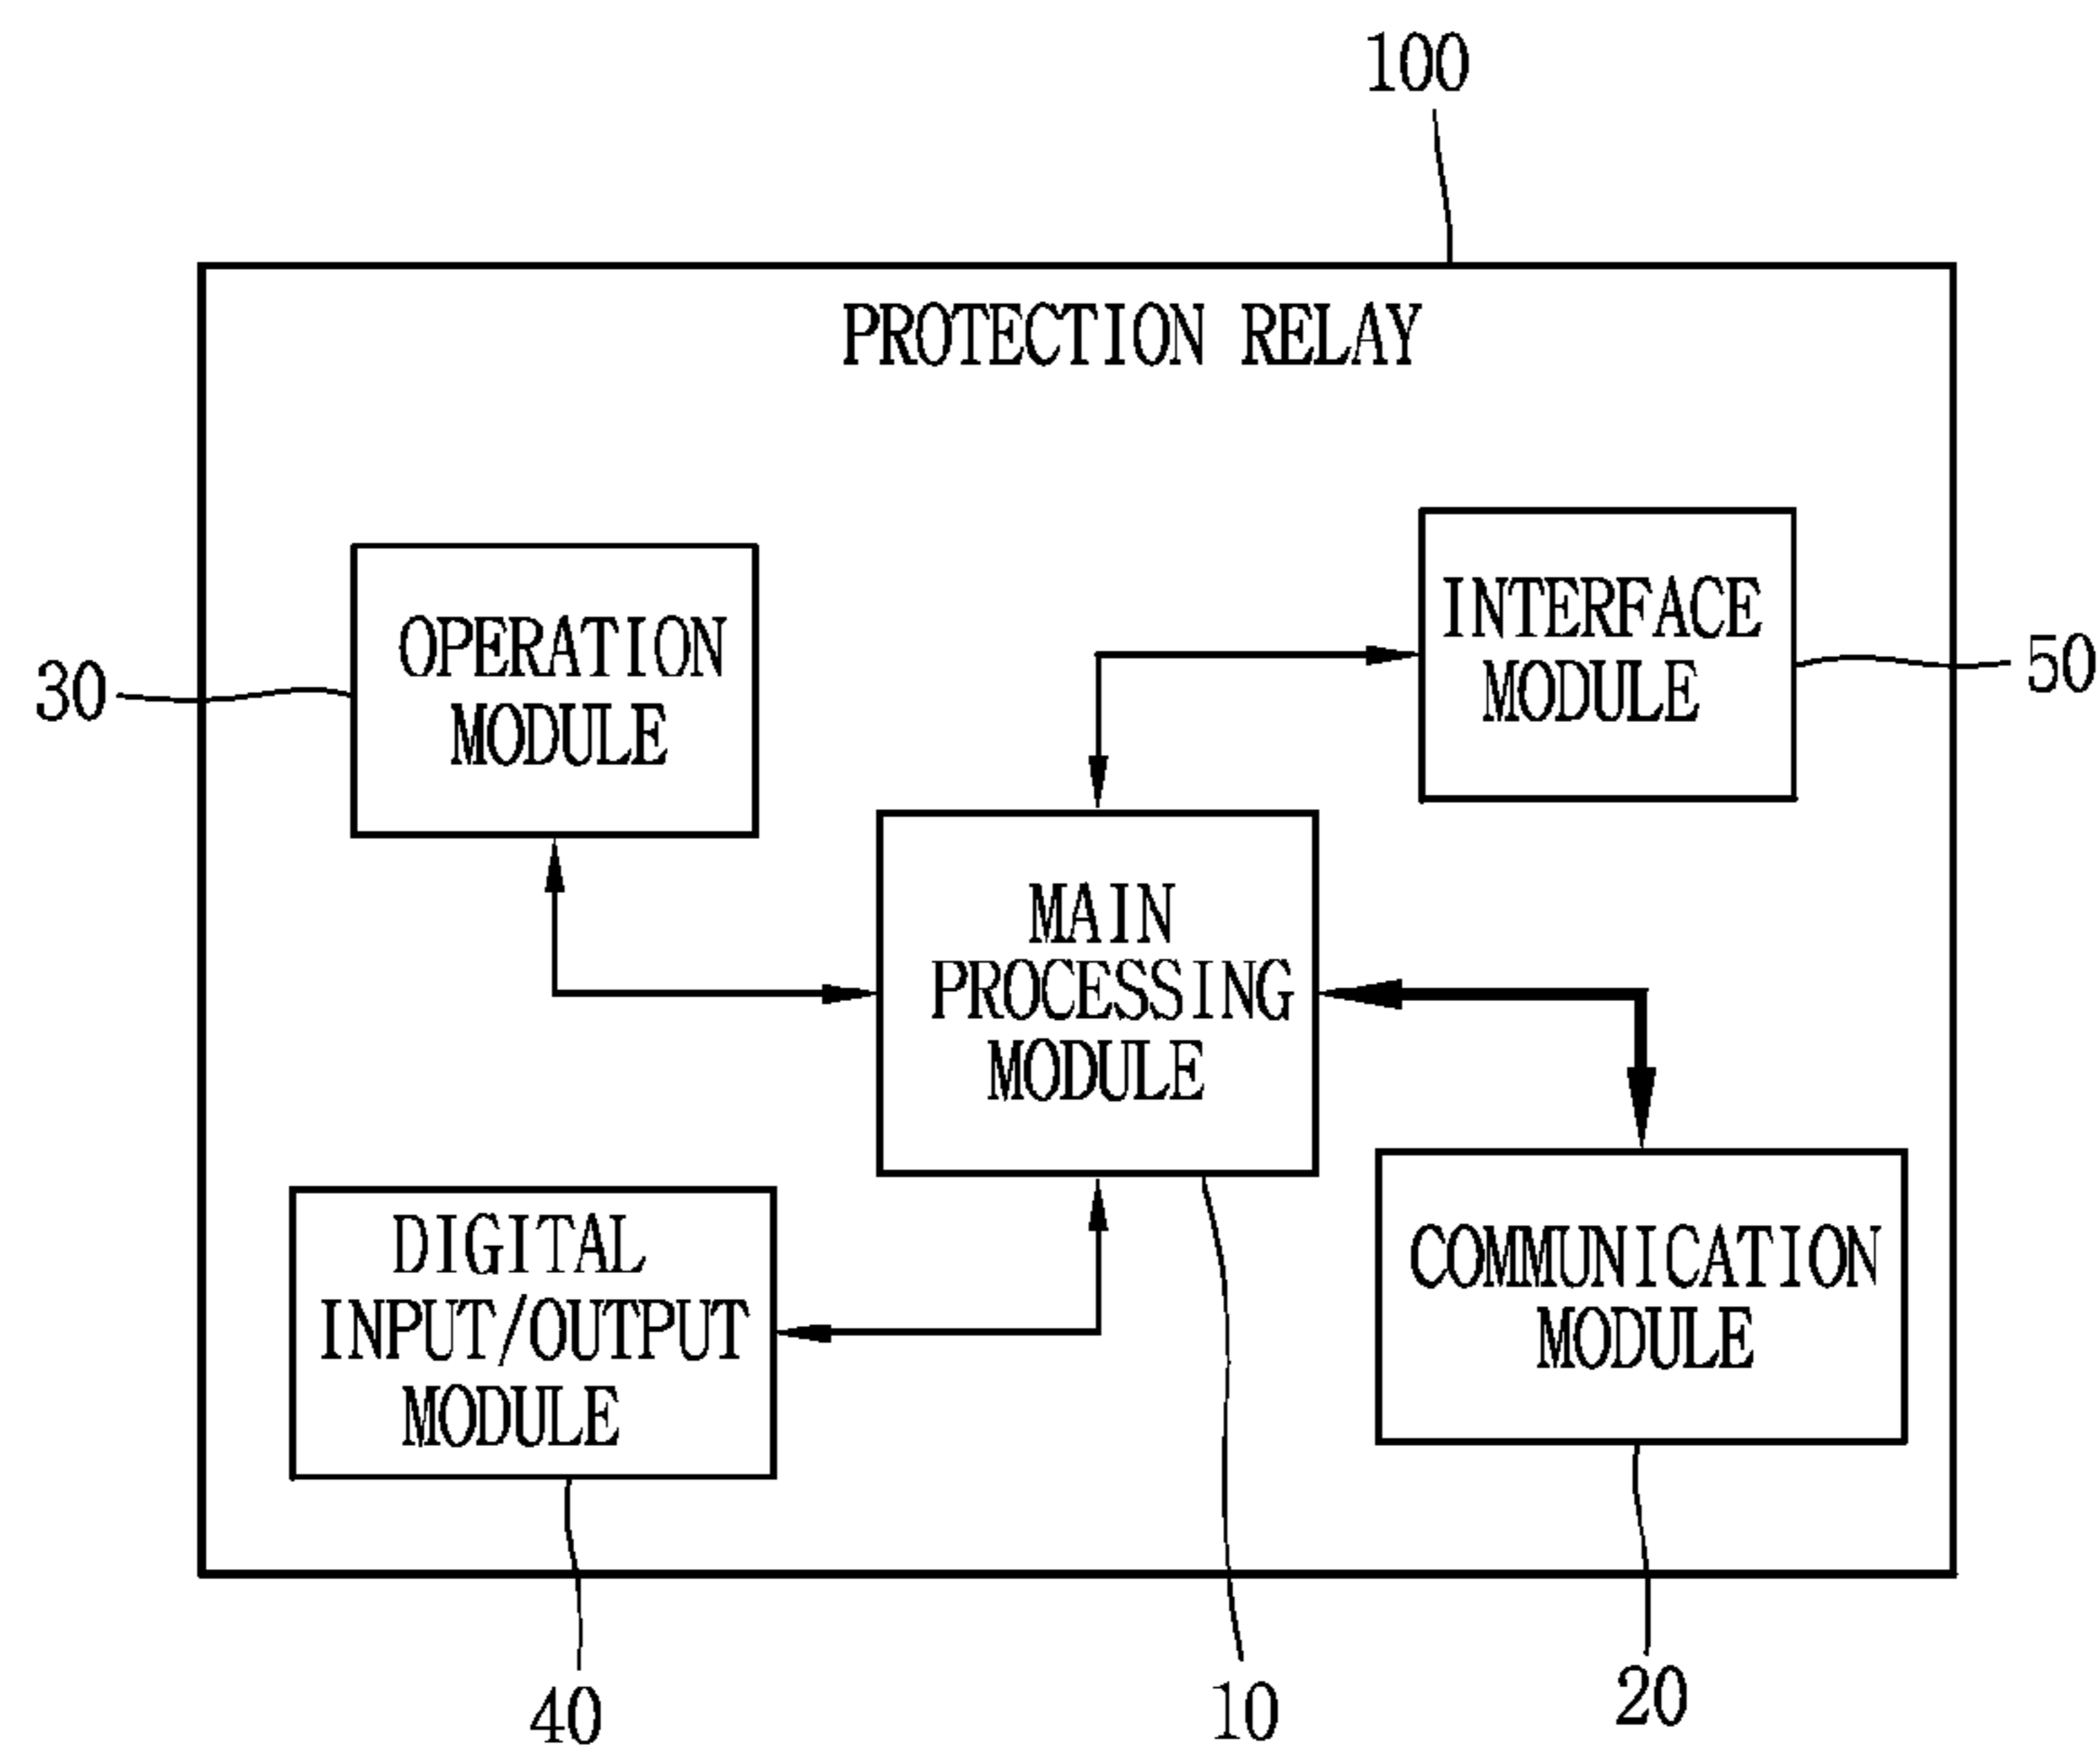 100
PROTECTION RELAY
OPERATION
MODULE
30
INTERFACE
MODULE
50
MAIN
PROCESSING
MODULE
DIGITAL
INPUT/OUTPUT
MODULE
COMMUNICATION
MODULE
40
10
20